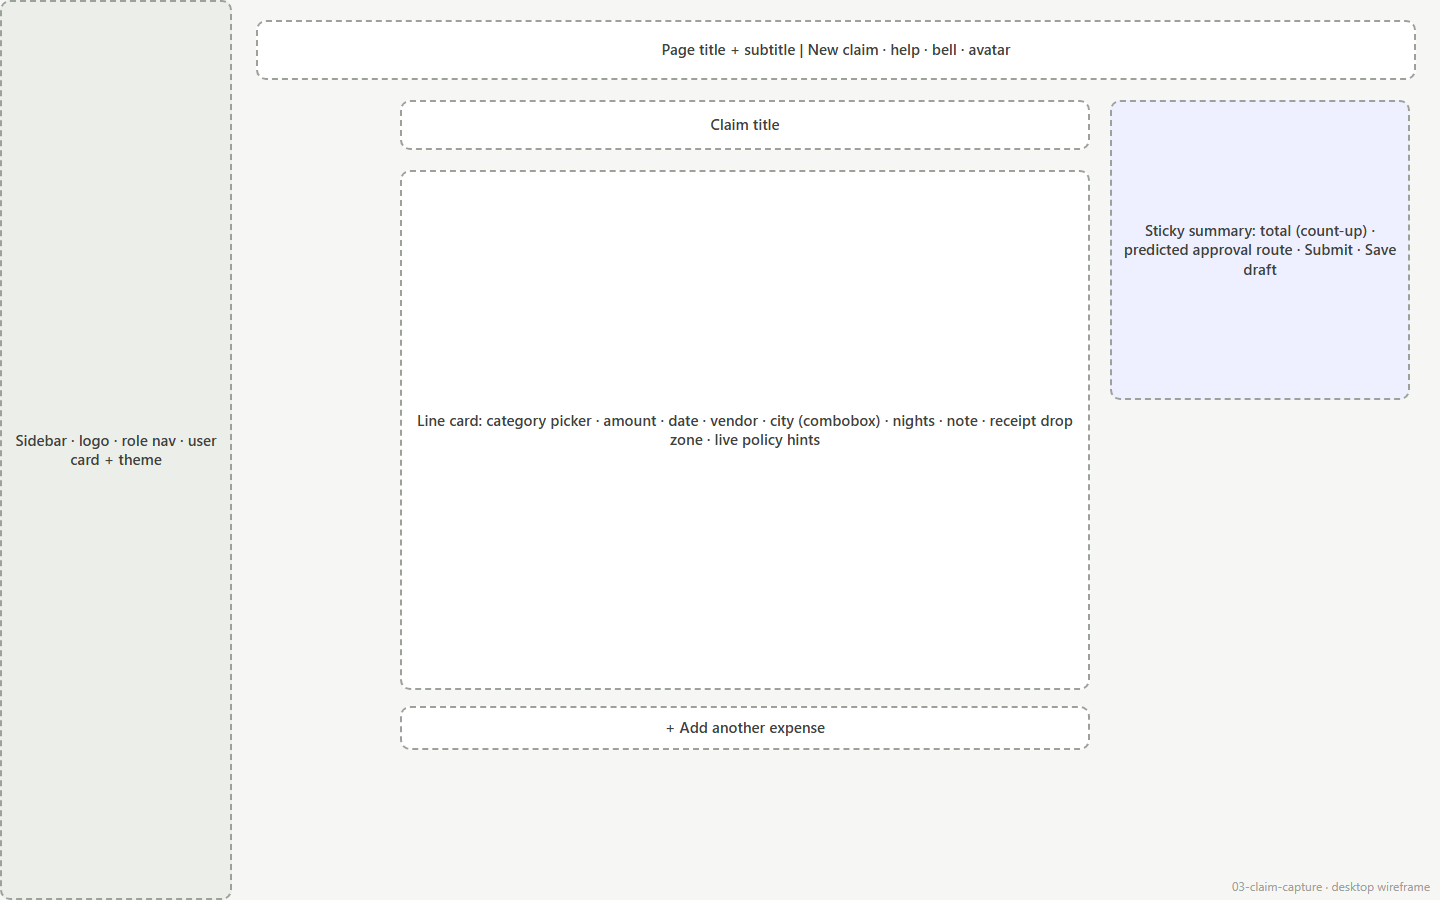 Page title + subtitle | New claim · help · bell · avatar
Claim title
Sticky summary: total (count-up) ·
predicted approval route · Submit · Save
draft
Sidebar · logo · role nav · user
card + theme
Line card: category picker · amount · date · vendor · city (combobox) · nights · note · receipt drop
zone · live policy hints
+ Add another expense
03-claim-capture · desktop wireframe